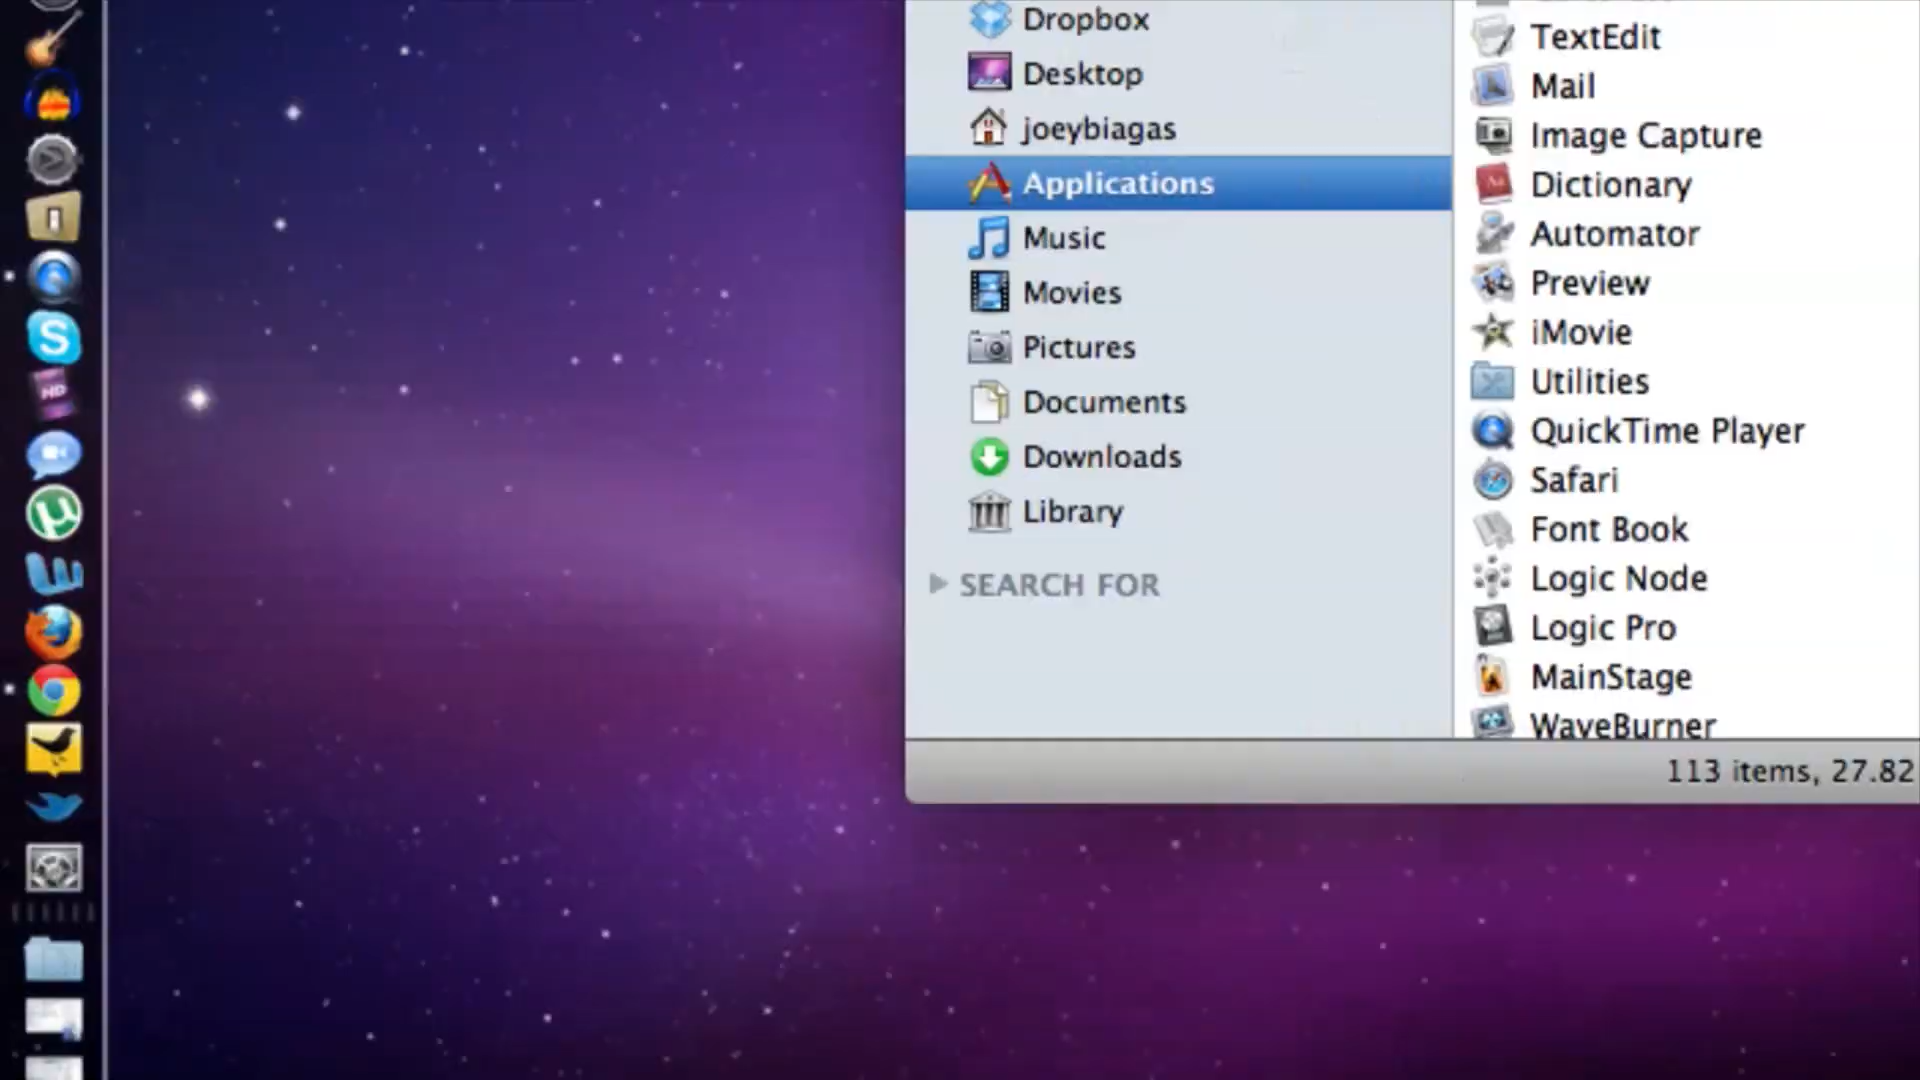 Dropbox
Desktop
joeybiagas
Applications
Music
Movies
Pictures
Documents
Downloads
Library
SEARCH FOR
TextEdit
Mail
Image Capture
Dictionary
Automator
Preview
iMovie
Utilities
QuickTime Player
Safari
Font Book
Logic Node
Logic Pro
MainStage
WaveBurner
113 items, 27.82
HD